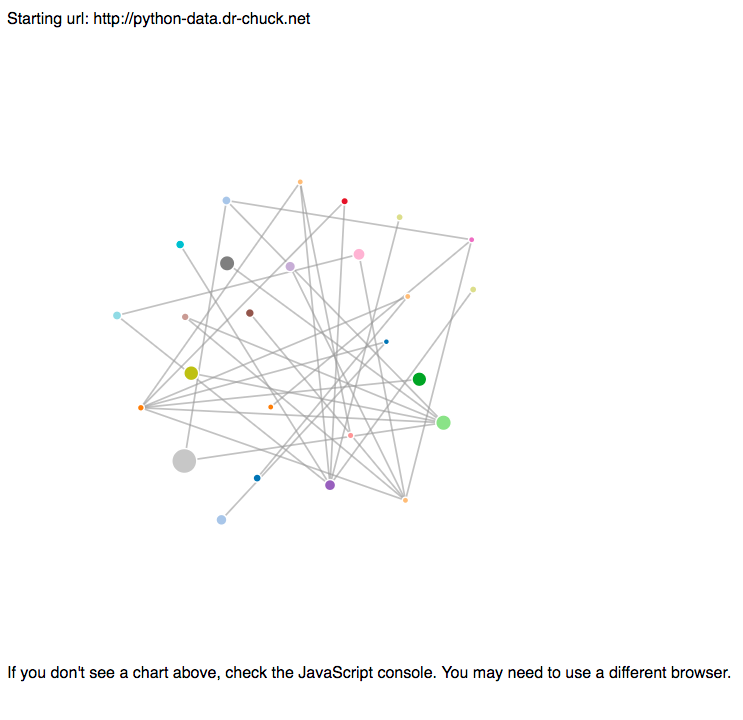 Starting url: http://python-data.dr-chuck.net
If you don't see a chart above, check the JavaScript console. You may need to use a different browser.